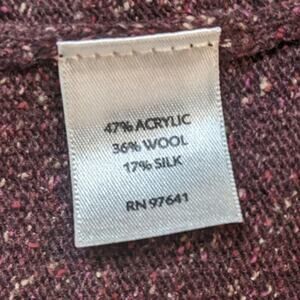 47% ACRYLIC
36% WOOL
17% SILK
RN 97641